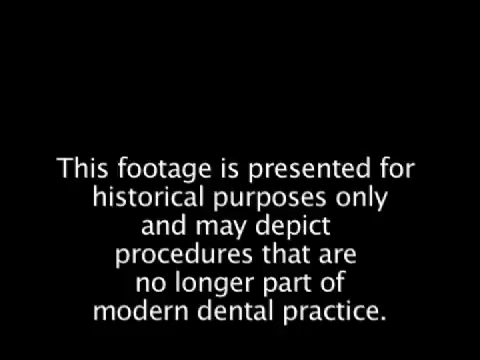 This footage is presented for
historical purposes only
and may depict
procedures that are
no longer part of
modern dental practice.